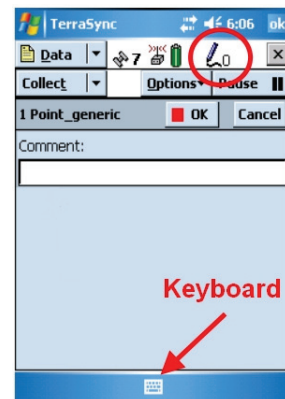 TerraSync 6:06 ok
Data 7 0 X
Collect Options Pause
1 Point_generic OK Cancel
Comment:
Keyboard